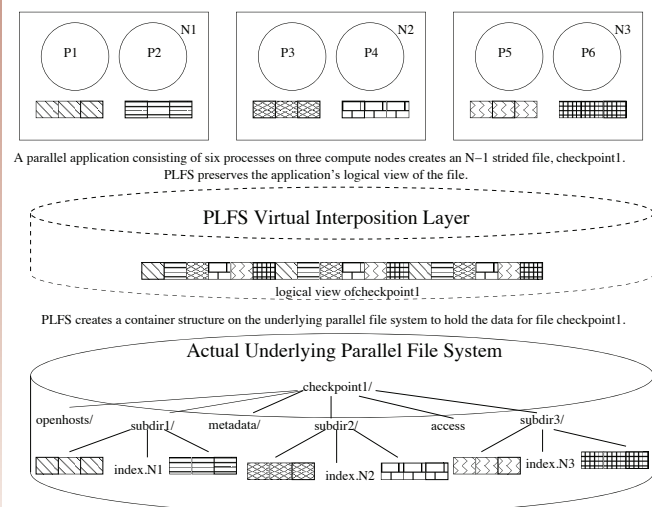 N1
N2
N3
P1
P2
P3
P4
P5
P6
A parallel application consisting of six processes on three compute nodes creates an N−1 strided file, checkpoint1.
PLFS preserves the application's logical view of the file.
PLFS Virtual Interposition Layer
logical view ofcheckpoint1
PLFS creates a container structure on the underlying parallel file system to hold the data for file checkpoint1.
Actual Underlying Parallel File System
checkpoint1/
openhosts/
subdir1/
metadata/
subdir2/
access
subdir3/
index.N1
index.N2
index.N3